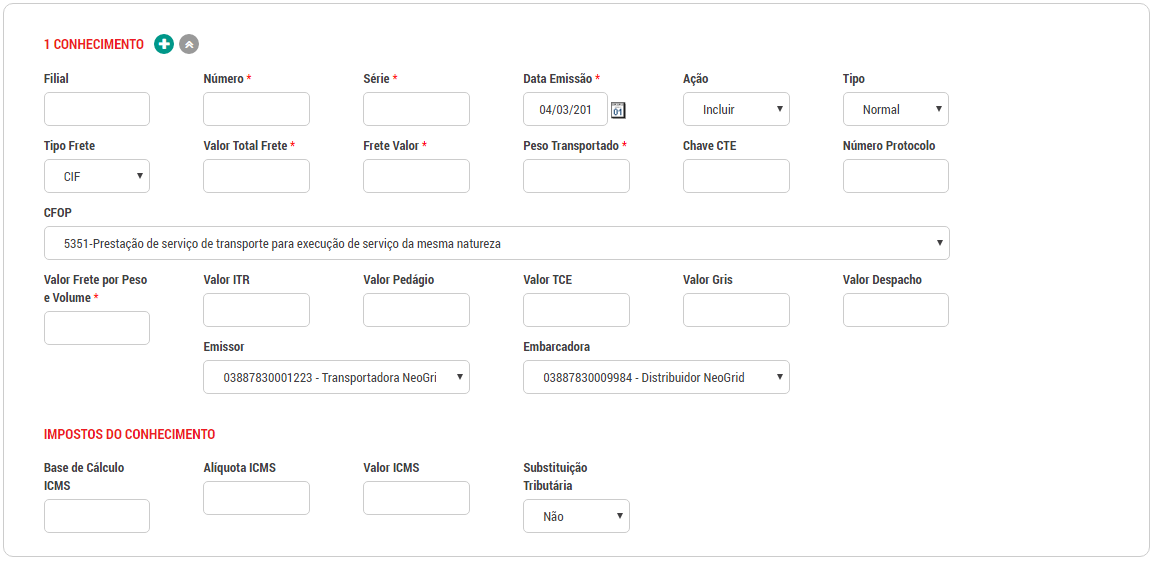 1 CONHECIMENTO
Filial Número * Série * Data Emissão * Ação Tipo
04/03/201 01 Incluir Normal
Tipo Frete Valor Total Frete * Frete Valor * Peso Transportado * Chave CTE Número Protocolo
CIF
CFOP
5351-Prestação de serviço de transporte para execução de serviço da mesma natureza
Valor Frete por Peso Valor ITR Valor Pedágio Valor TCE Valor Gris Valor Despacho
e Volume *
Emissor Embarcadora
03887830001223 - Transportadora NeoGri 03887830009984 - Distribuidor NeoGrid
IMPOSTOS DO CONHECIMENTO
Base de Cálculo Alíquota ICMS Valor ICMS Substituição
ICMS Tributária
Não